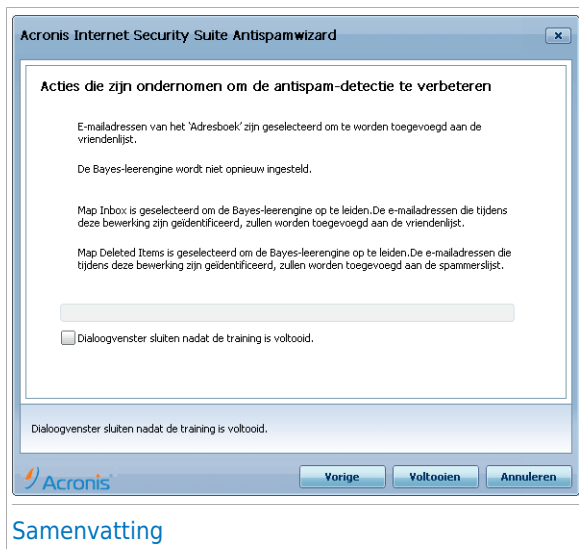 Acronis Internet Security Suite Antispamwizard
Acties die zijn ondernomen om de antispam-detectie te verbeteren
E-mailadressen van het 'Adresboek' zijn geselecteerd om te worden toegevoegd aan de
vriendenlijst.
De Bayes-leerengine wordt niet opnieuw ingesteld.
Map Inbox is geselecteerd om de Bayes-leerengine op te leiden.De e-mailadressen die tijdens
deze bewerking zijn geïdentificeerd, zullen worden toegevoegd aan de vriendenlijst.
Map Deleted Items is geselecteerd om de Bayes-leerengine op te leiden.De e-mailadressen die
tijdens deze bewerking zijn geïdentificeerd, zullen worden toegevoegd aan de spammerslijst.
Dialoogvenster sluiten nadat de training is voltooid.
Dialoogvenster sluiten nadat de training is voltooid.
Acronis
Vorige
Voltooien
Annuleren
Samenvatting